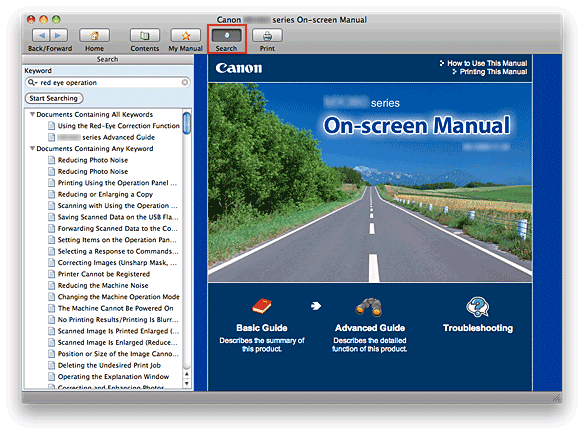 Canon series On-screen Manual
Back/Forward
Home
Contents
My Manual
Search
Print
Search
Keyword
red eye operation
Start Searching
Documents Containing All Keywords
Using the Red-Eye Correction Function
series Advanced Guide
Documents Containing Any Keyword
Reducing Photo Noise
Reducing Photo Noise
Printing Using the Operation Panel ...
Reducing or Enlarging a Copy
Scanning with Using the Operation ...
Saving Scanned Data on the USB Fla...
Forwarding Scanned Data to the Co...
Setting Items on the Operation Pan...
Selecting a Response to Commands...
Correcting Images (Unsharp Mask, ...
Printer Cannot be Registered
Reducing the Machine Noise
Changing the Machine Operation Mode
The Machine Cannot Be Powered On
No Printing Results/Printing Is Blurr...
Scanned Image Is Printed Enlarged (...
Scanned Image Is Enlarged (Reduce...
Position or Size of the Image Canno...
Deleting the Undesired Print Job
Operating the Explanation Window
Correcting and Enhancing Photos
Canon
How to Use This Manual
Printing This Manual
series
On-screen Manual
Basic Guide
Describes the summary of
this product.
Advanced Guide
Describes the detailed
function of this product.
Troubleshooting